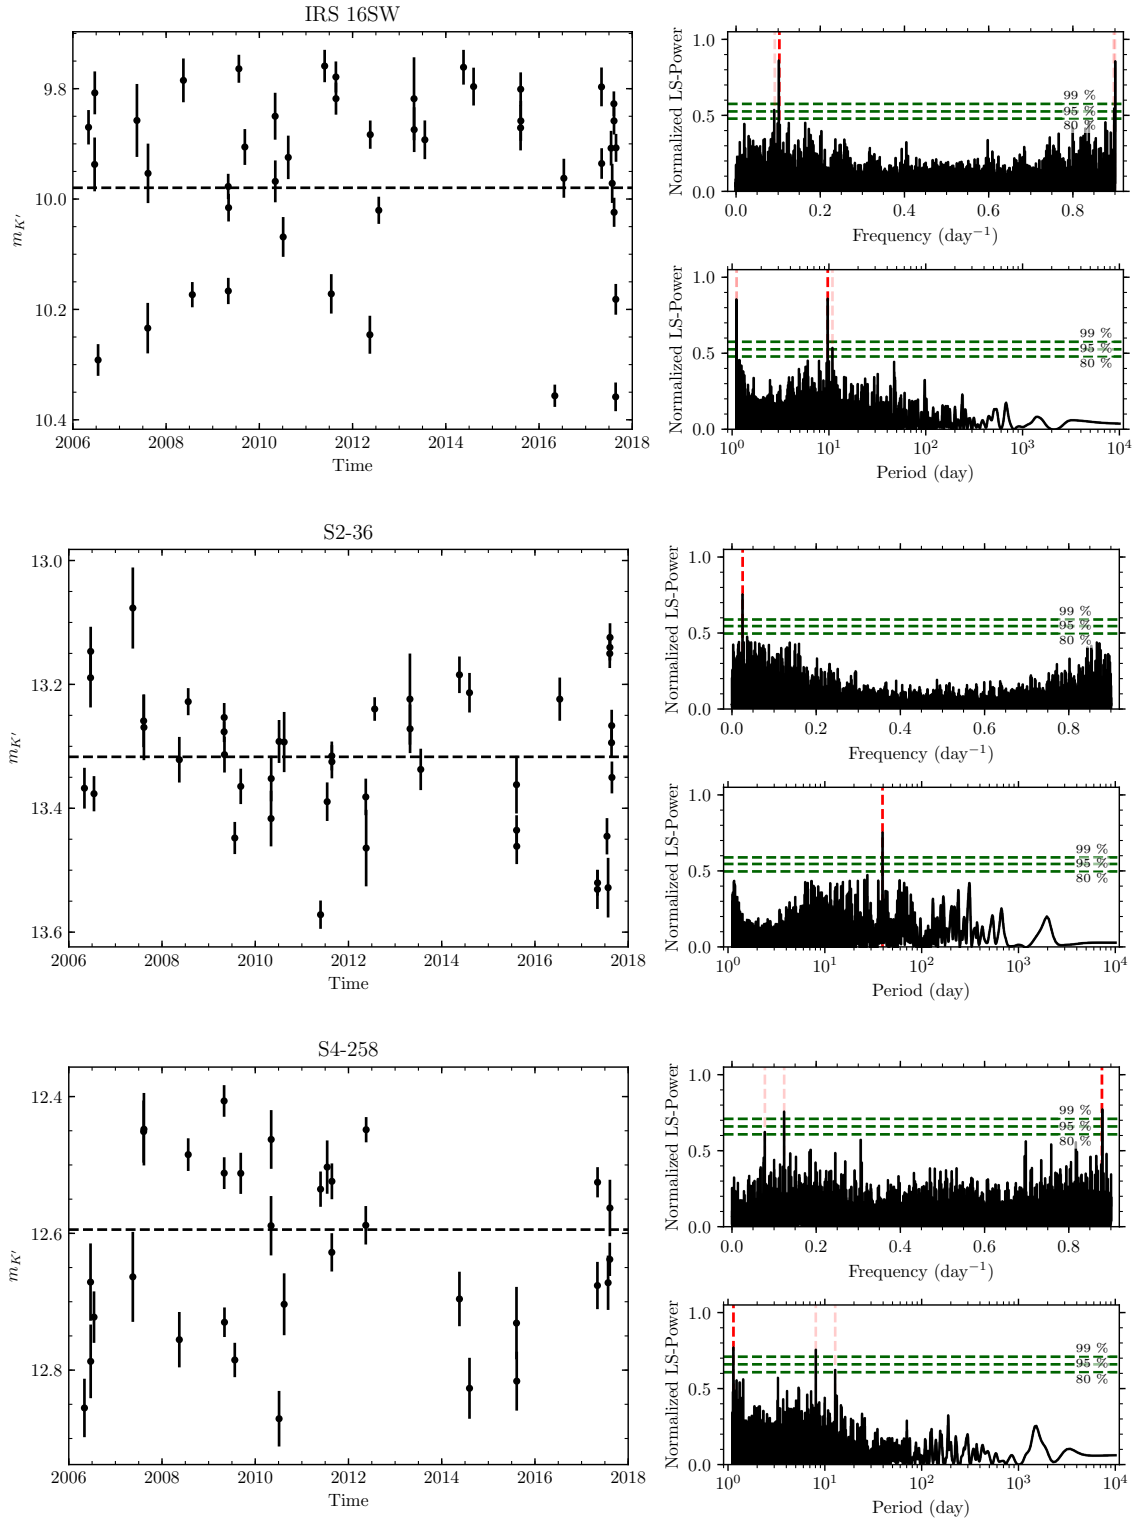 IRS 16SW
9.8
10.0
10.2
10.4
m_{K′}
2006 2008 2010 2012 2014 2016 2018
Time
Normalized LS-Power
1.0
0.5
0.0
99 %
95 %
80 %
0.0 0.2 0.4 0.6 0.8
Frequency (day⁻¹)
Normalized LS-Power
1.0
0.5
0.0
99 %
95 %
80 %
10⁰ 10¹ 10² 10³ 10⁴
Period (day)
S2-36
13.0
13.2
13.4
13.6
m_{K′}
2006 2008 2010 2012 2014 2016 2018
Time
Normalized LS-Power
1.0
0.5
0.0
99 %
95 %
80 %
0.0 0.2 0.4 0.6 0.8
Frequency (day⁻¹)
Normalized LS-Power
1.0
0.5
0.0
99 %
95 %
80 %
10⁰ 10¹ 10² 10³ 10⁴
Period (day)
S4-258
12.4
12.6
12.8
m_{K′}
2006 2008 2010 2012 2014 2016 2018
Time
Normalized LS-Power
1.0
0.5
0.0
99 %
95 %
80 %
0.0 0.2 0.4 0.6 0.8
Frequency (day⁻¹)
Normalized LS-Power
1.0
0.5
0.0
99 %
95 %
80 %
10⁰ 10¹ 10² 10³ 10⁴
Period (day)